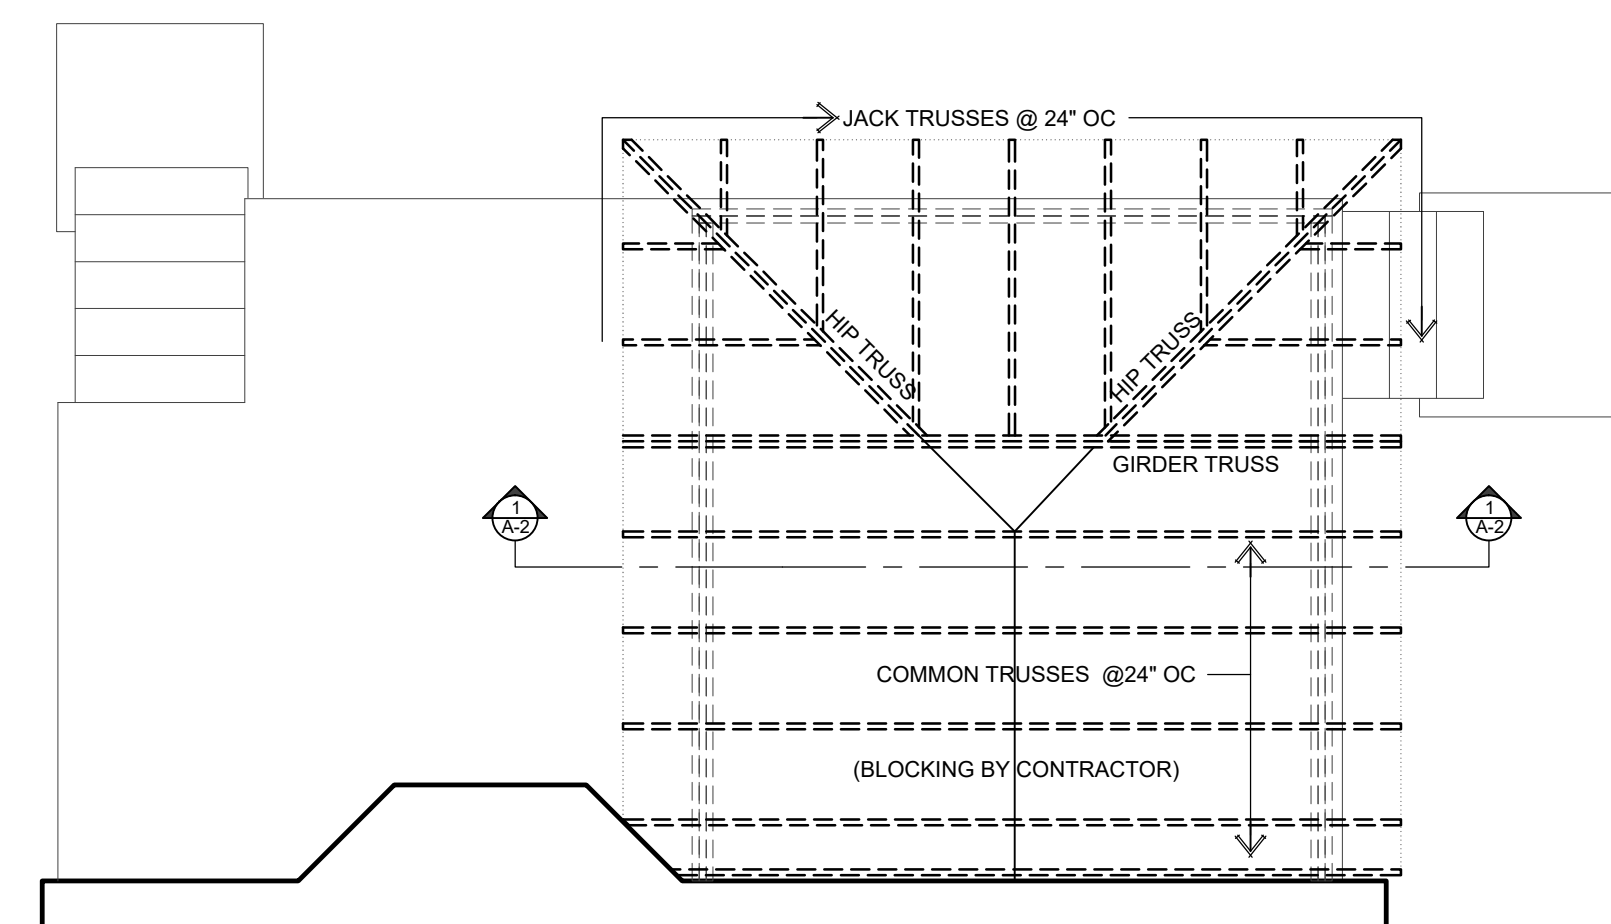 JACK TRUSSES @ 24" OC
HIP TRUSS
HIP TRUSS
GIRDER TRUSS
1
A-2
1
A-2
COMMON TRUSSES @24" OC
(BLOCKING BY CONTRACTOR)